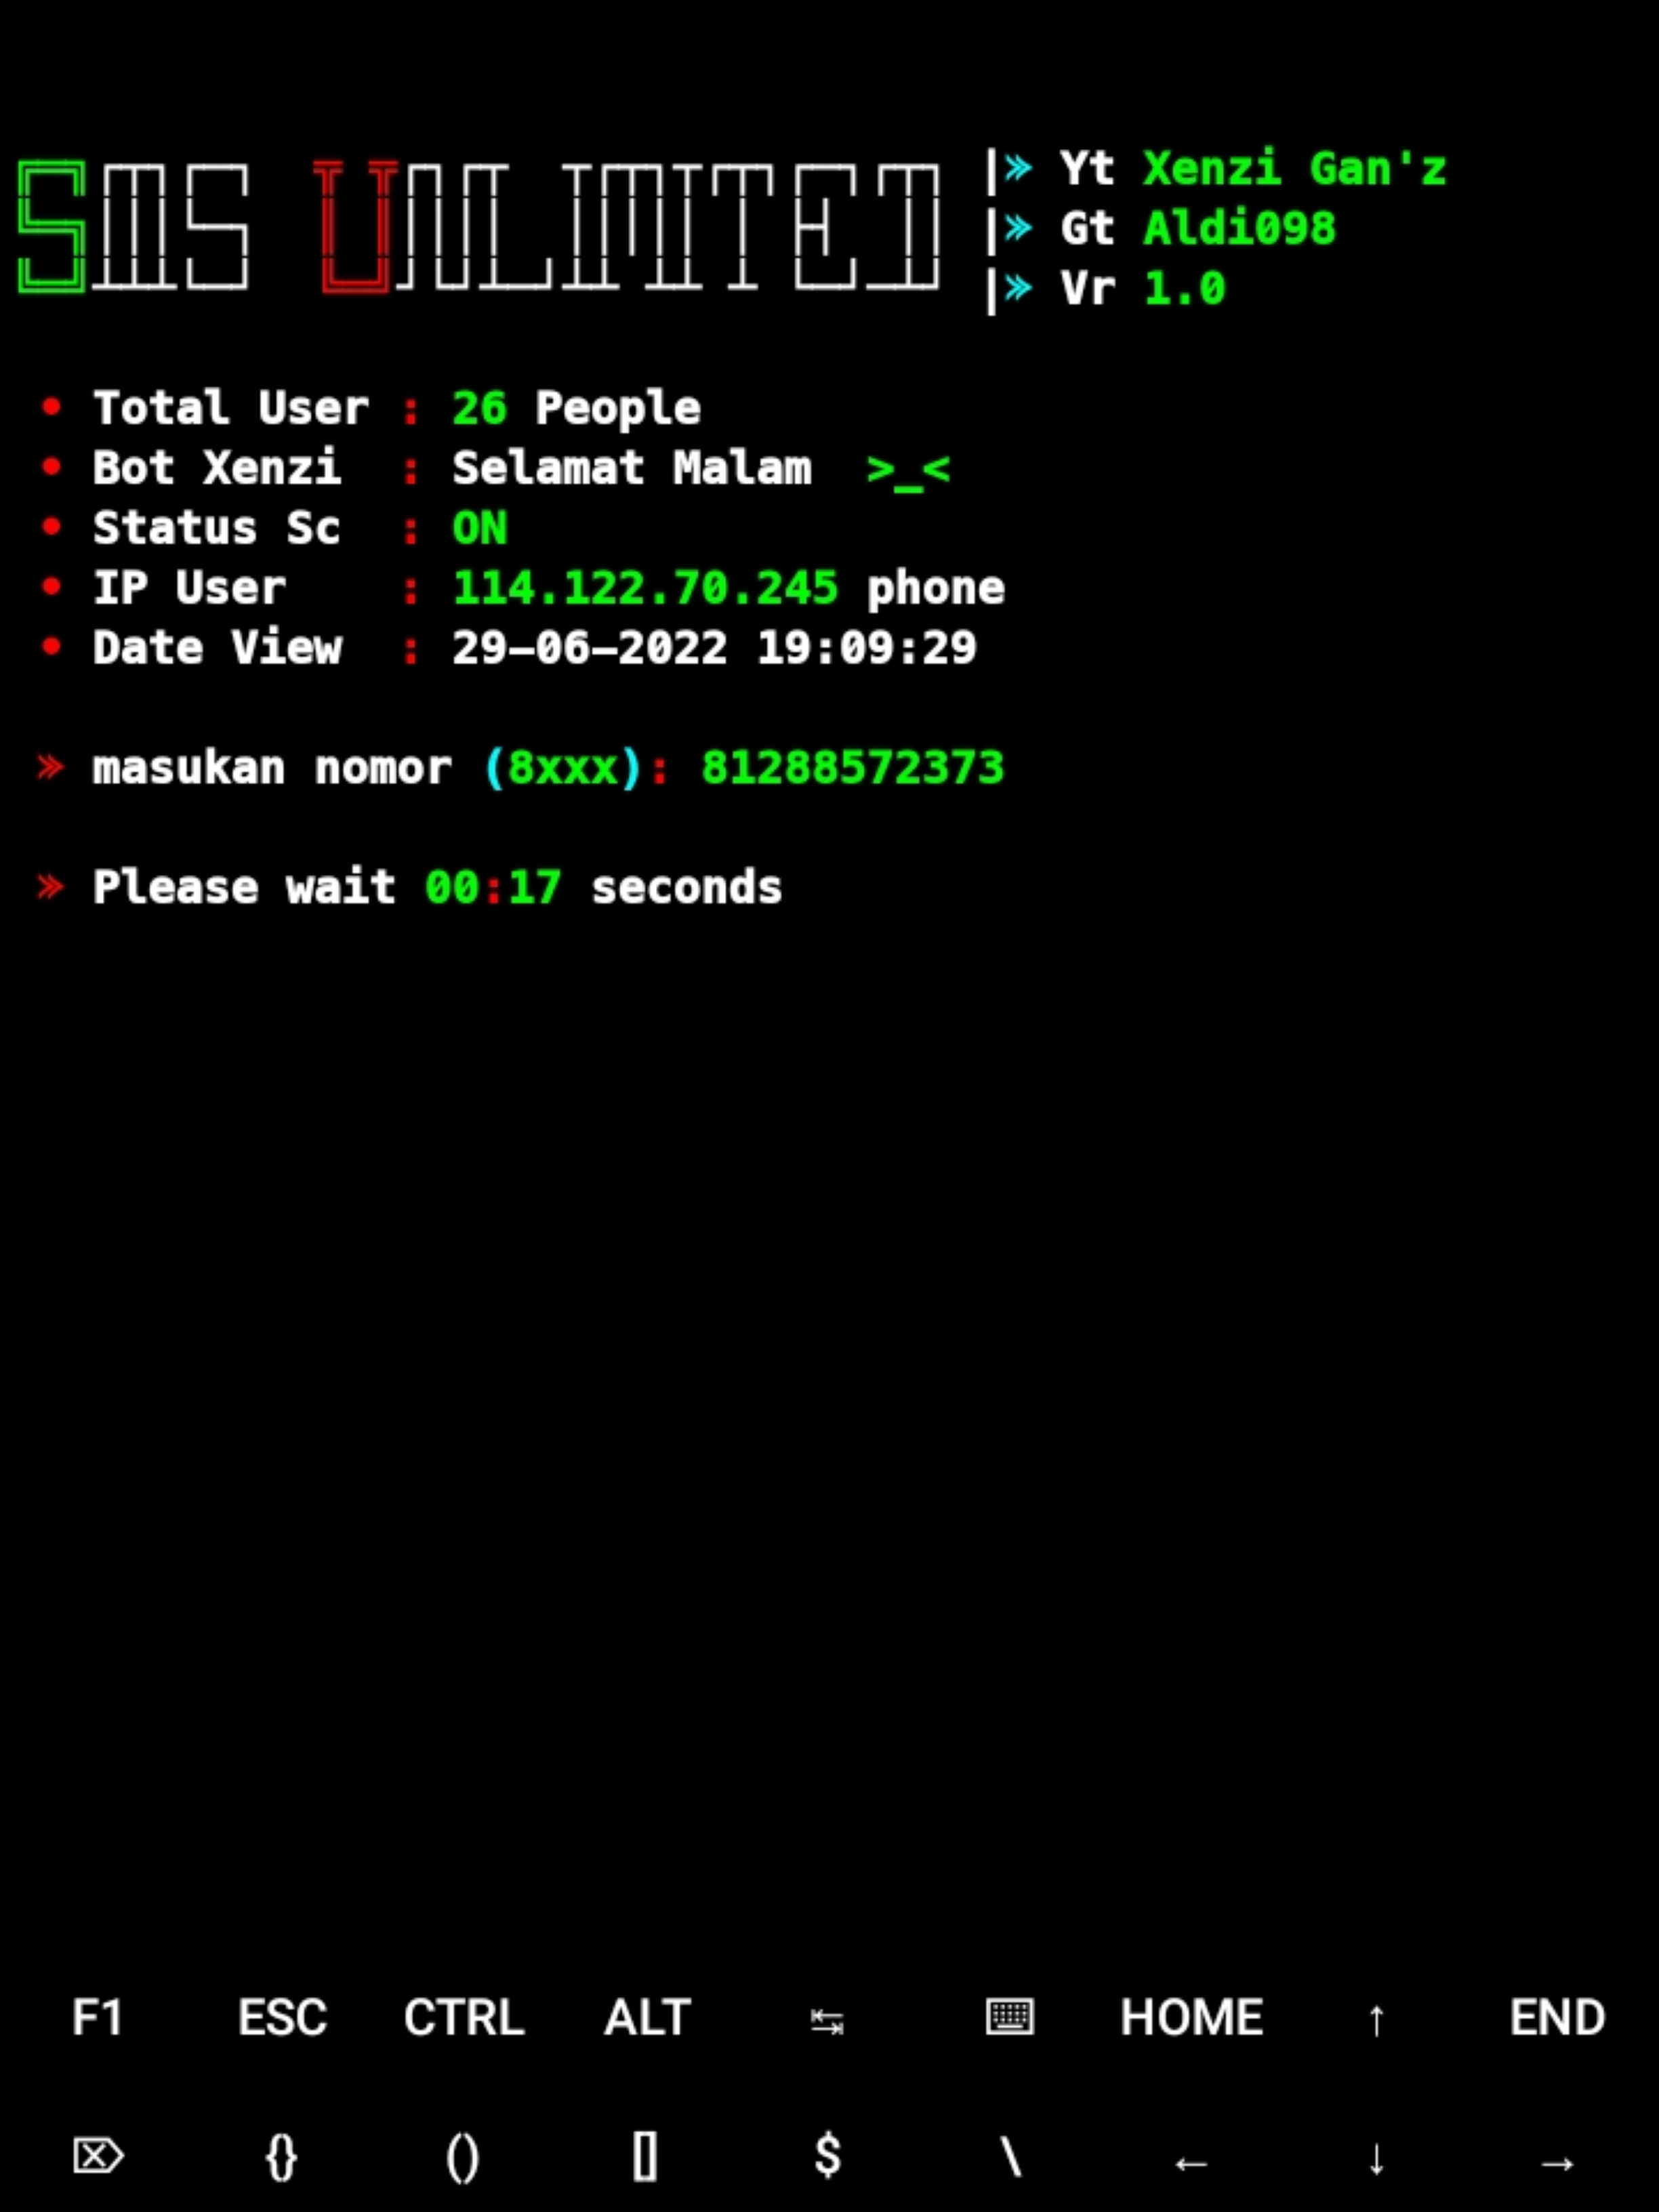 SMS UNLIMITED
|» Yt Xenzi Gan'z
|» Gt Aldi098
|» Vr 1.0
• Total User : 26 People
• Bot Xenzi : Selamat Malam >_<
• Status Sc : ON
• IP User : 114.122.70.245 phone
• Date View : 29–06–2022 19:09:29
» masukan nomor (8xxx): 81288572373
» Please wait 00:17 seconds
F1 ESC CTRL ALT ↹ ⌨ HOME ↑ END
⌦ {} () [] $ \ ← ↓ →